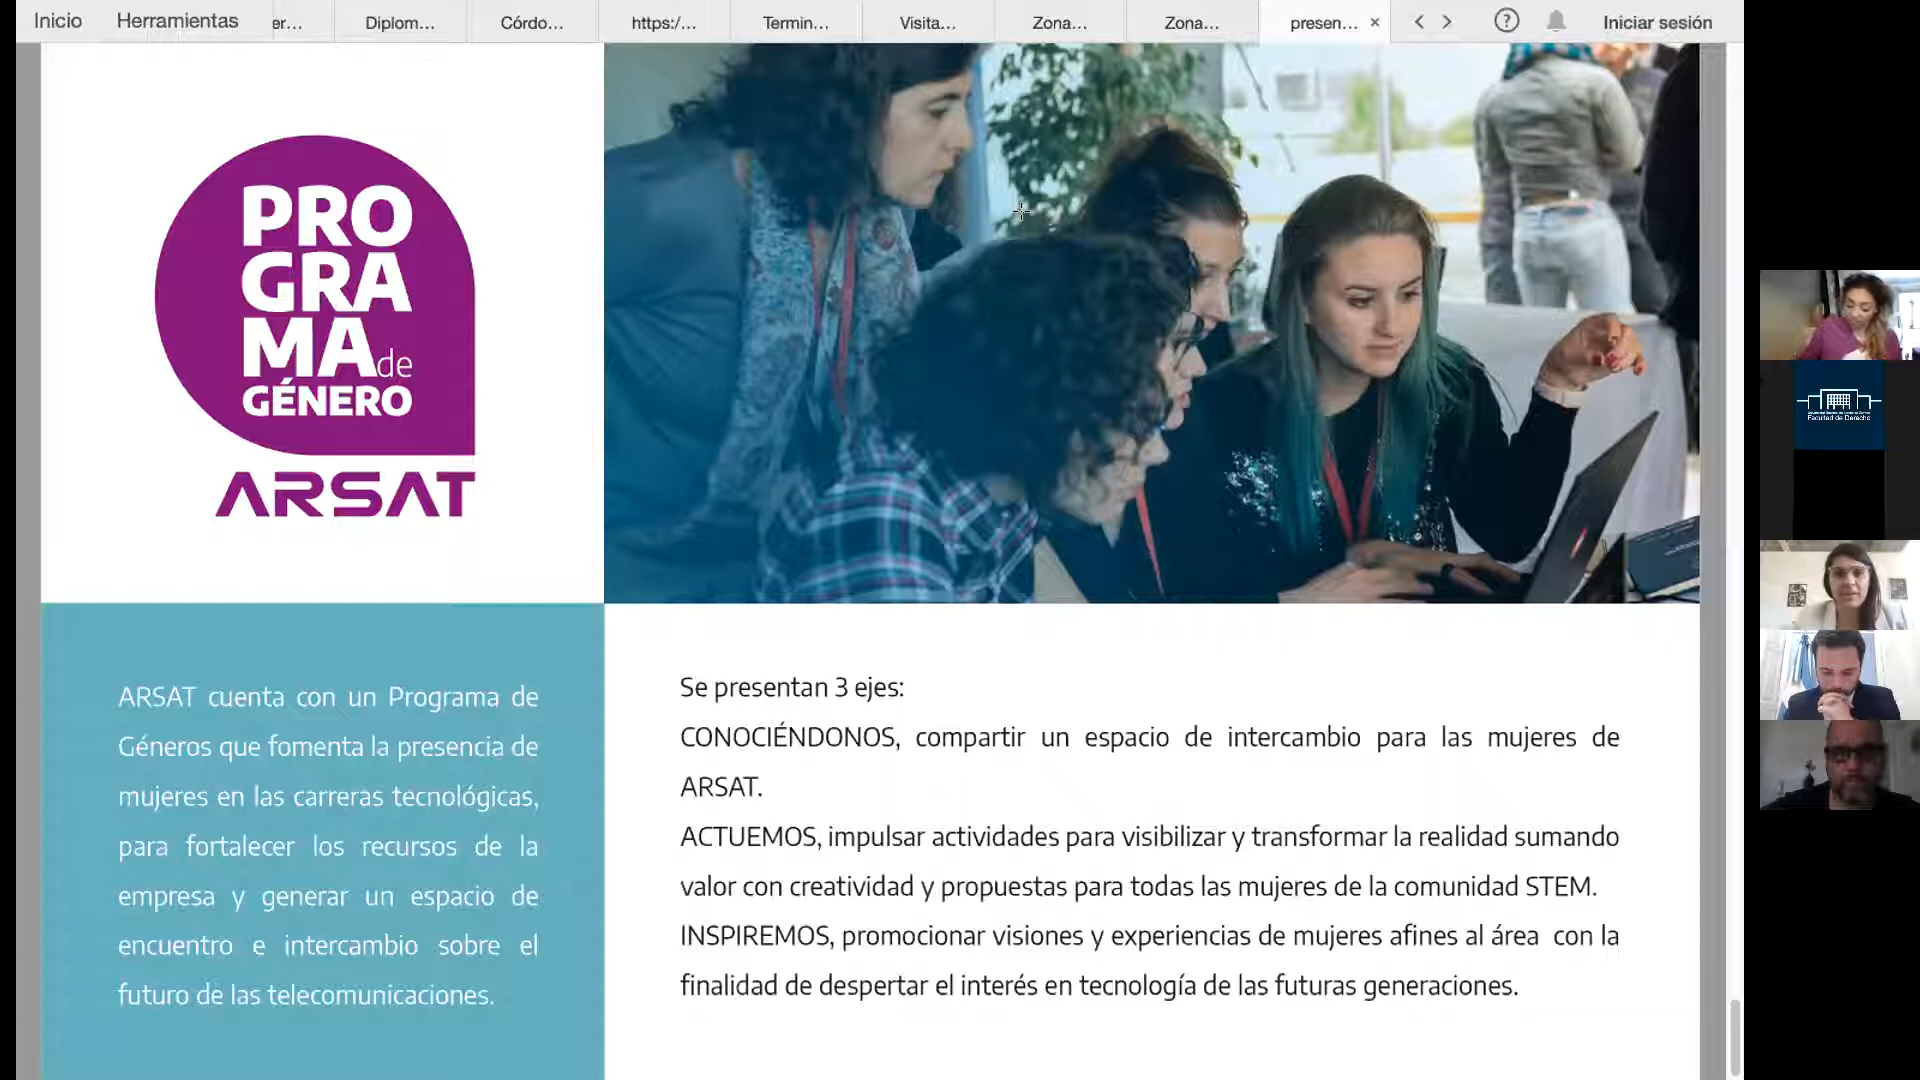 Inicio Herramientas er... Diplom... Córdo... https:/... Termin... Visita... Zona... Zona... presen... × Iniciar sesión
PRO
GRA
MA de
GÉNERO
ARSAT
ARSAT cuenta con un Programa de
Géneros que fomenta la presencia de
mujeres en las carreras tecnológicas,
para fortalecer los recursos de la
empresa y generar un espacio de
encuentro e intercambio sobre el
futuro de las telecomunicaciones.
Se presentan 3 ejes:
CONOCIÉNDONOS, compartir un espacio de intercambio para las mujeres de
ARSAT.
ACTUEMOS, impulsar actividades para visibilizar y transformar la realidad sumando
valor con creatividad y propuestas para todas las mujeres de la comunidad STEM.
INSPIREMOS, promocionar visiones y experiencias de mujeres afines al área con la
finalidad de despertar el interés en tecnología de las futuras generaciones.
Facultad de Derecho